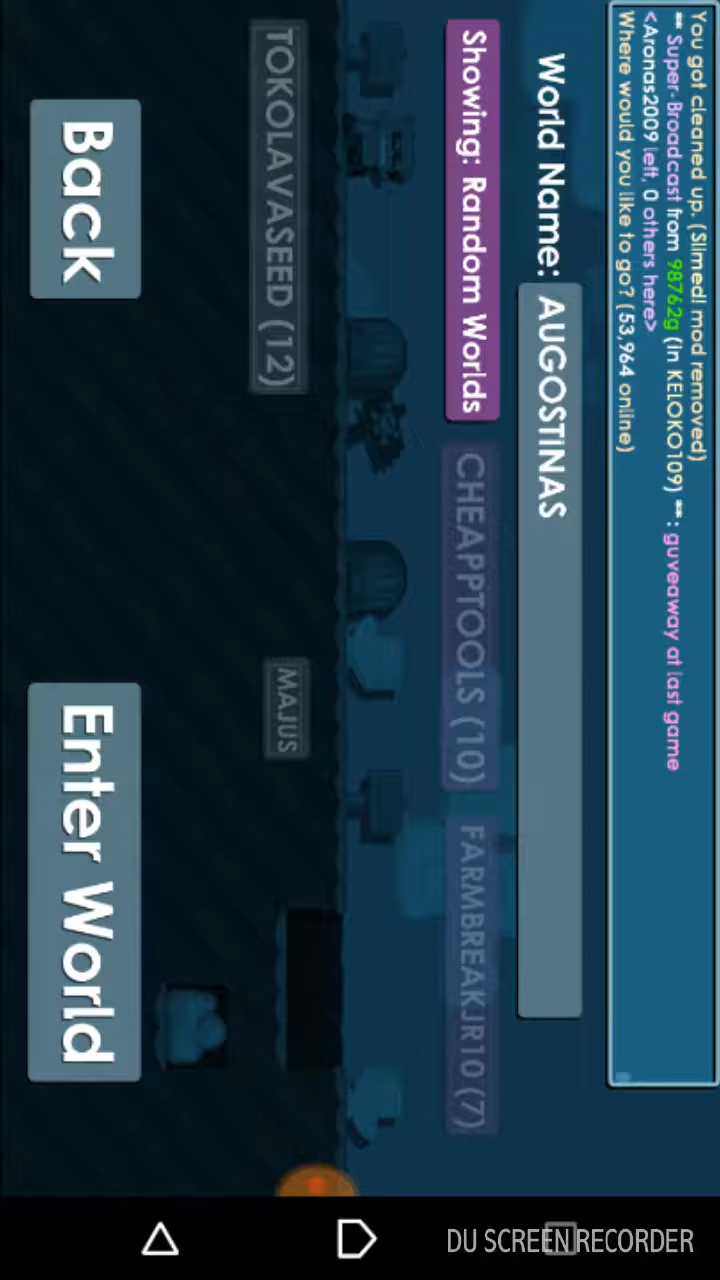 You got cleaned up. (Slimed! mod removed)
** Super-Broadcast from 98762g (in KELOKO109) ** : guveaway at last game
<Aronas2009 left, 0 others here>
Where would you like to go? (53,964 online)
World Name: AUGOSTINAS
Showing: Random Worlds CHEAPPTOOLS (10) FARMBREAKJR10 (7)
TOKOLAVASEED (12) MAJUS
Back Enter World
DU SCREEN RECORDER